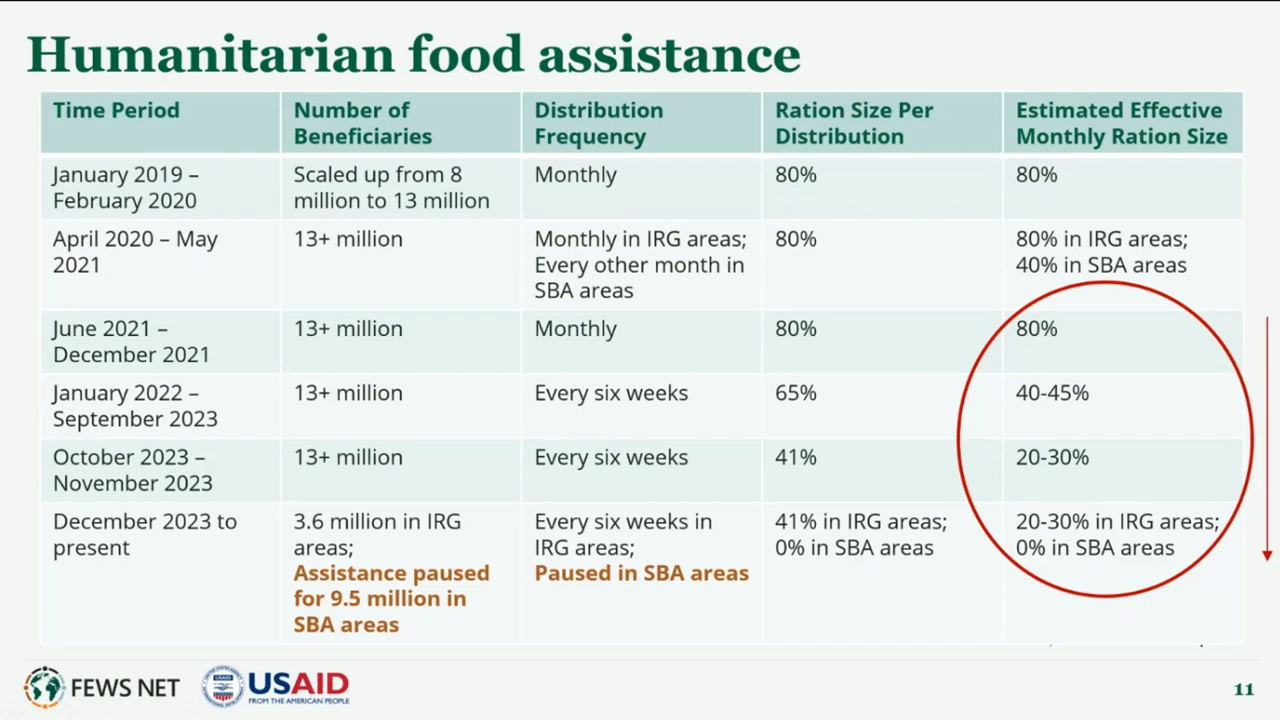 Humanitarian food assistance
Time Period
Number of
Beneficiaries
Distribution
Frequency
Ration Size Per
Distribution
Estimated Effective
Monthly Ration Size
January 2019 –
February 2020
Scaled up from 8
million to 13 million
Monthly
80%
80%
April 2020 – May
2021
13+ million
Monthly in IRG areas;
Every other month in
SBA areas
80%
80% in IRG areas;
40% in SBA areas
June 2021 –
December 2021
13+ million
Monthly
80%
80%
January 2022 –
September 2023
13+ million
Every six weeks
65%
40-45%
October 2023 –
November 2023
13+ million
Every six weeks
41%
20-30%
December 2023 to
present
3.6 million in IRG
areas;
Assistance paused
for 9.5 million in
SBA areas
Every six weeks in
IRG areas;
Paused in SBA areas
41% in IRG areas;
0% in SBA areas
20-30% in IRG areas;
0% in SBA areas
FEWS NET
USAID
FROM THE AMERICAN PEOPLE
11